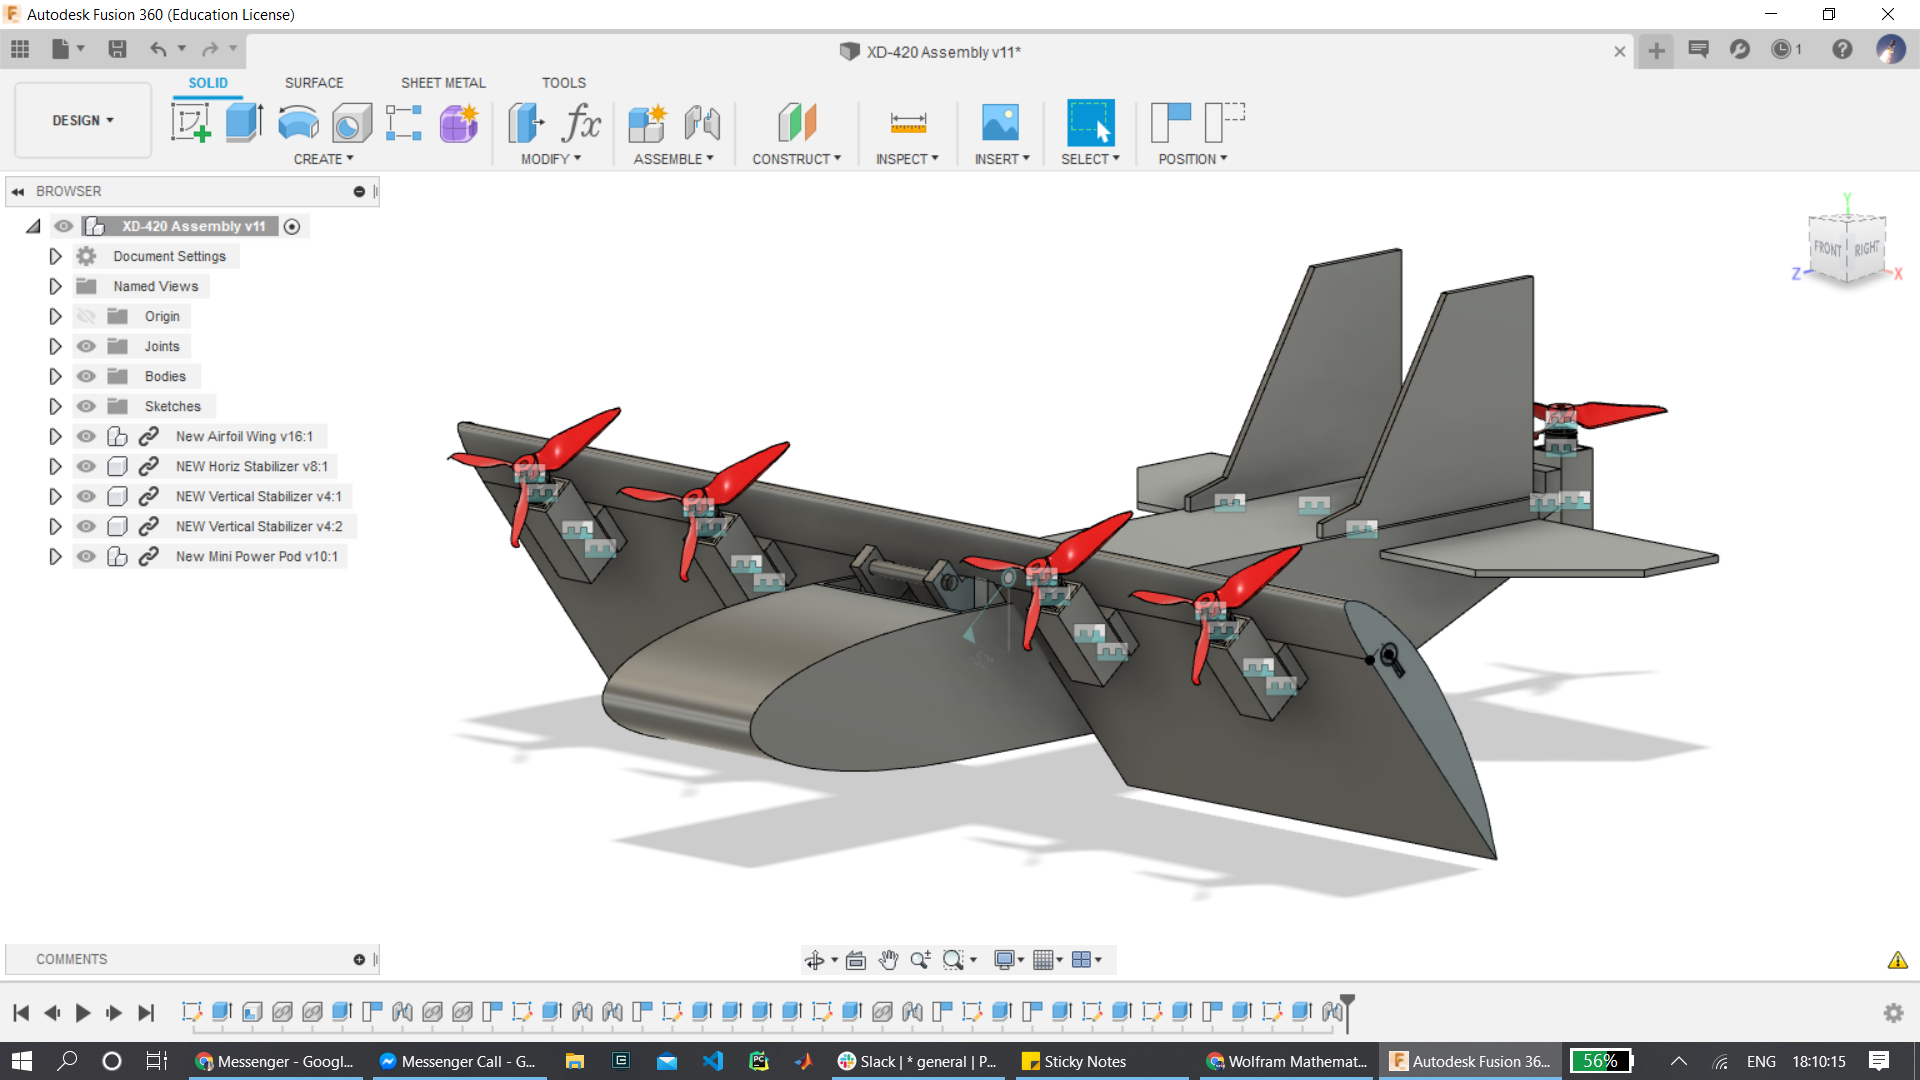 Autodesk Fusion 360 (Education License)
XD-420 Assembly v11*
1
DESIGN
SOLID SURFACE SHEET METAL TOOLS
CREATE MODIFY ASSEMBLE CONSTRUCT INSPECT INSERT SELECT POSITION
fx
BROWSER
XD-420 Assembly v11
Document Settings
Named Views
Origin
Joints
Bodies
Sketches
New Airfoil Wing v16:1
NEW Horiz Stabilizer v8:1
NEW Vertical Stabilizer v4:1
NEW Vertical Stabilizer v4:2
New Mini Power Pod v10:1
Y
FRONT RIGHT
Z X
COMMENTS
Messenger - Googl...
Messenger Call - G...
Slack | * general | P...
Sticky Notes
Wolfram Mathemat...
Autodesk Fusion 36...
56%
ENG
18:10:15